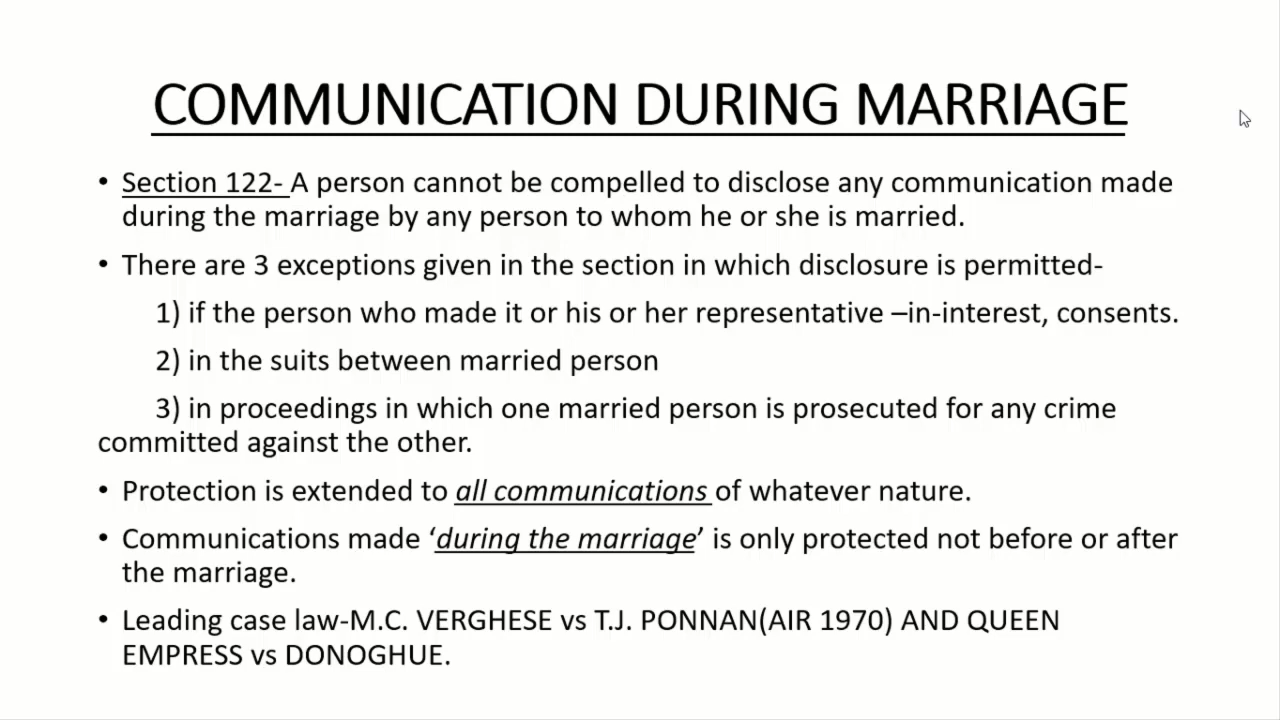 COMMUNICATION DURING MARRIAGE
• Section 122- A person cannot be compelled to disclose any communication made
during the marriage by any person to whom he or she is married.
• There are 3 exceptions given in the section in which disclosure is permitted-
1) if the person who made it or his or her representative –in-interest, consents.
2) in the suits between married person
3) in proceedings in which one married person is prosecuted for any crime
committed against the other.
• Protection is extended to all communications of whatever nature.
• Communications made ‘during the marriage’ is only protected not before or after
the marriage.
• Leading case law-M.C. VERGHESE vs T.J. PONNAN(AIR 1970) AND QUEEN
EMPRESS vs DONOGHUE.